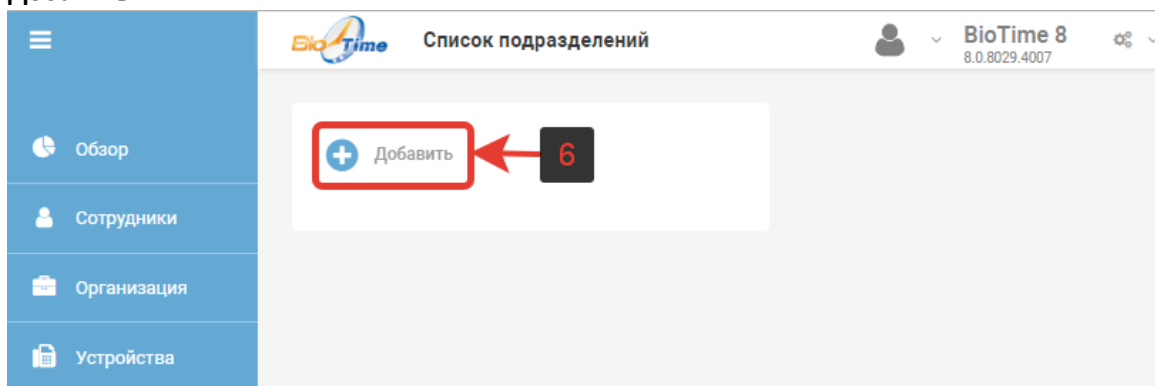 BioTime
Список подразделений
BioTime 8
8.0.8029.4007
Обзор
Добавить
6
Сотрудники
Организация
Устройства